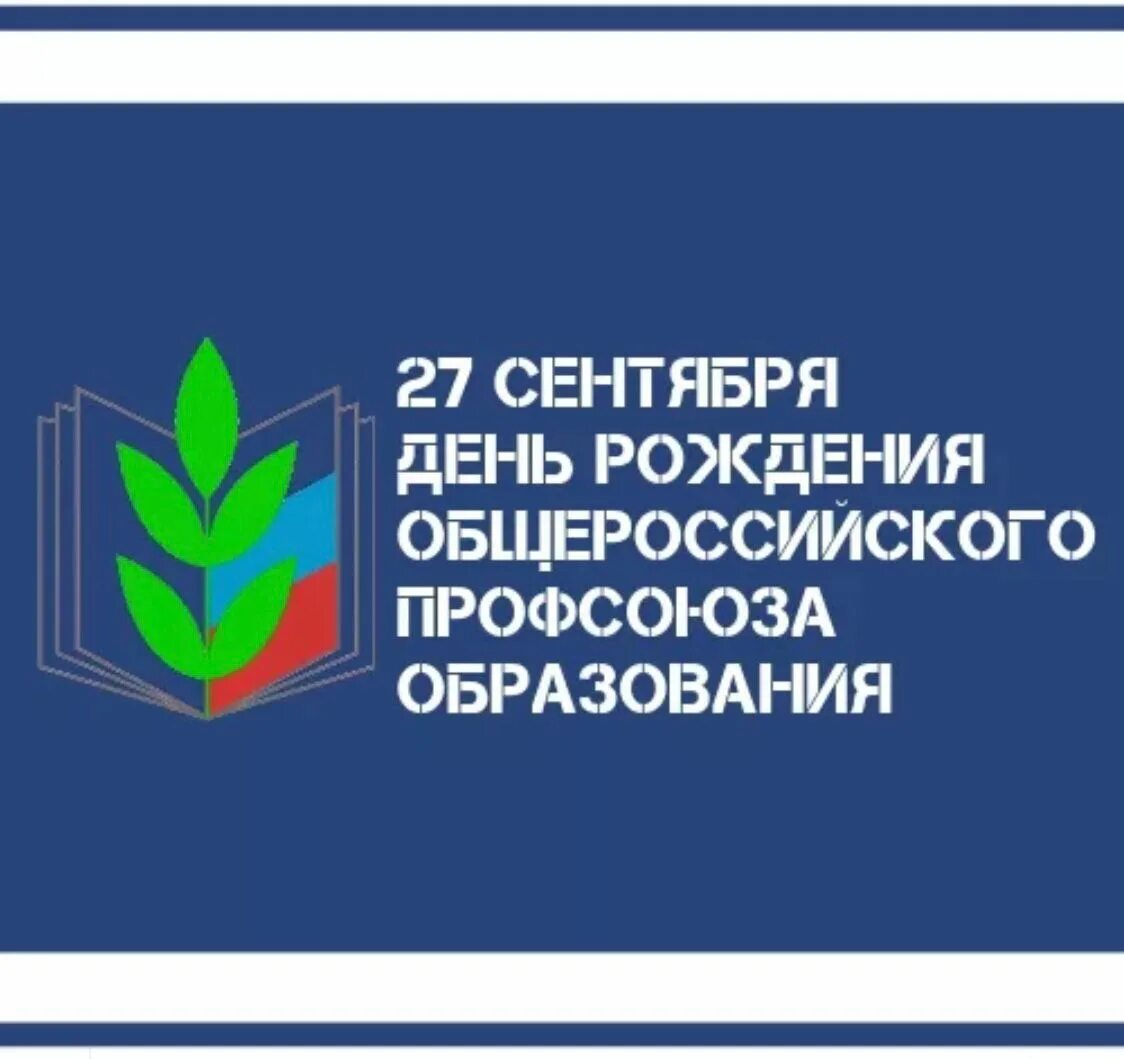 27 СЕНТЯБРЯ
ДЕНЬ РОЖДЕНИЯ
ОБЩЕРОССИЙСКОГО
ПРОФСОЮЗА
ОБРАЗОВАНИЯ